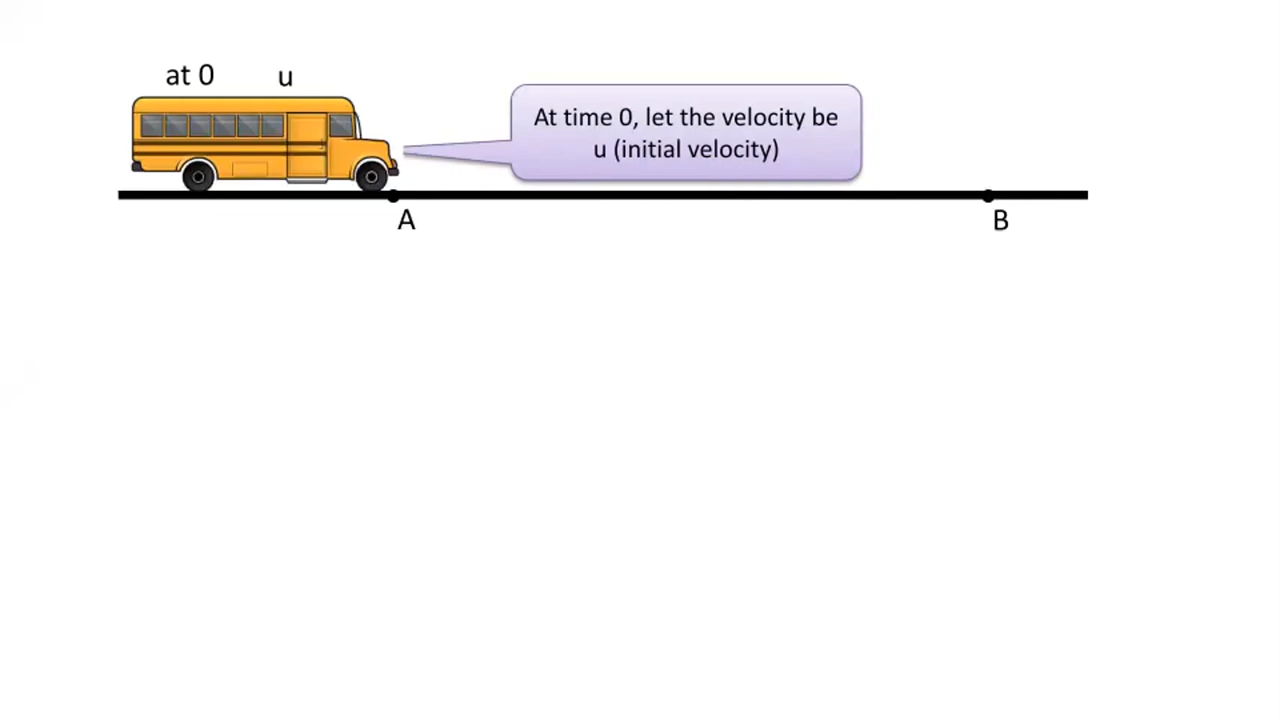 at 0 u
At time 0, let the velocity be
u (initial velocity)
A
B